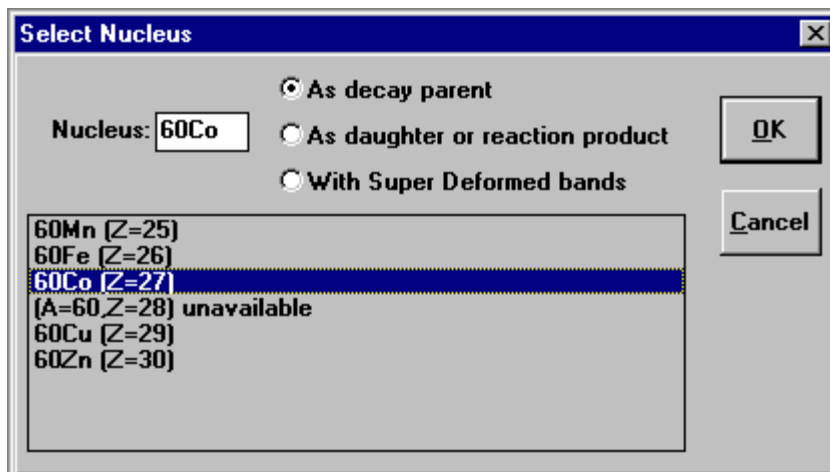 Select Nucleus
Nucleus: 60Co
As decay parent
As daughter or reaction product
With Super Deformed bands
OK
Cancel
60Mn (Z=25)
60Fe (Z=26)
60Co (Z=27)
(A=60,Z=28) unavailable
60Cu (Z=29)
60Zn (Z=30)